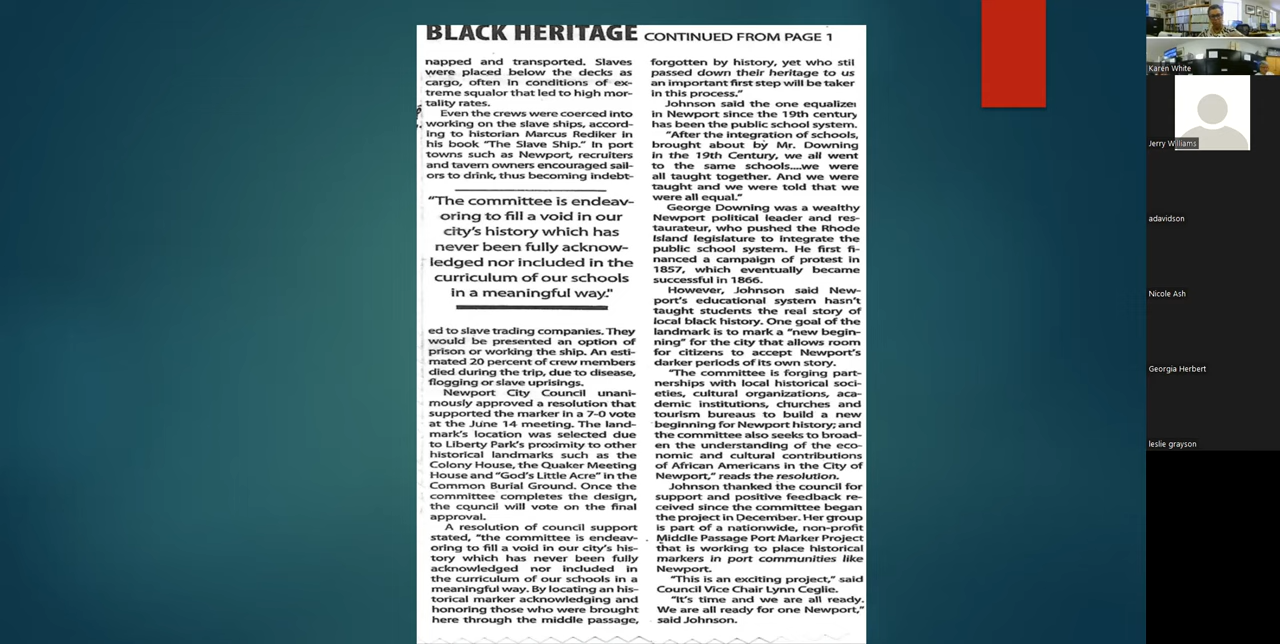 BLACK HERITAGE CONTINUED FROM PAGE 1
napped and transported. Slaves
were placed below the decks as
cargo, often in conditions of ex-
treme squalor that led to high mor-
tality rates.
Even the crews were coerced into
working on the slave ships, accord-
ing to historian Marcus Rediker in
his book "The Slave Ship." In port
towns such as Newport, recruiters
and tavern owners encouraged sail-
ors to drink, thus becoming indebt-
"The committee is endeav-
oring to fill a void in our
city's history which has
never been fully acknow-
ledged nor included in the
curriculum of our schools
in a meaningful way."
ed to slave trading companies. They
would be presented an option of
prison or working the ship. An esti-
mated 20 percent of crew members
died during the trip, due to disease,
flogging or slave uprisings.
Newport City Council unani-
mously approved a resolution that
supported the marker in a 7-0 vote
at the June 14 meeting. The land-
mark's location was selected due
to Liberty Park's proximity to other
historical landmarks such as the
Colony House, the Quaker Meeting
House and "God's Little Acre" in the
Common Burial Ground. Once the
committee completes the design,
the council will vote on the final
approval.
A resolution of council support
stated, "the committee is endeav-
oring to fill a void in our city's his-
tory which has never been fully
acknowledged nor included in
the curriculum of our schools in a
meaningful way. By locating an his-
torical marker acknowledging and
honoring those who were brought
here through the middle passage,
forgotten by history, yet who stil
passed down their heritage to us
an important first step will be taker
in this process."
Johnson said the one equalizer
in Newport since the 19th century
has been the public school system.
"After the integration of schools,
brought about by Mr. Downing
in the 19th Century, we all went
to the same schools....we were
all taught together. And we were
taught and we were told that we
were all equal."
George Downing was a wealthy
Newport political leader and res-
taurateur, who pushed the Rhode
Island legislature to integrate the
public school system. He first fi-
nanced a campaign of protest in
1857, which eventually became
successful in 1866.
However, Johnson said New-
port's educational system hasn't
taught students the real story of
local black history. One goal of the
landmark is to mark a "new begin-
ning" for the city that allows room
for citizens to accept Newport's
darker periods of its own story.
"The committee is forging part-
nerships with local historical soci-
eties, cultural organizations, aca-
demic institutions, churches and
tourism bureaus to build a new
beginning for Newport history; and
the committee also seeks to broad-
en the understanding of the eco-
nomic and cultural contributions
of African Americans in the City of
Newport," reads the resolution.
Johnson thanked the council for
support and positive feedback re-
ceived since the committee began
the project in December. Her group
is part of a nationwide, non-profit
Middle Passage Port Marker Project
that is working to place historical
markers in port communities like
Newport.
"This is an exciting project," said
Council Vice Chair Lynn Ceglie.
"It's time and we are all ready.
We are all ready for one Newport,"
said Johnson.
Karen White
Jerry Williams
adavidson
Nicole Ash
Georgia Herbert
leslie grayson